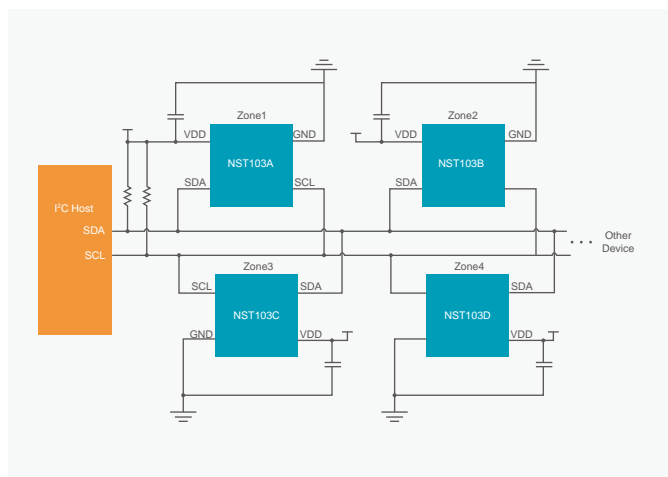 Zone1
Zone2
VDD
GND
VDD
GND
NST103A
NST103B
SDA
SCL
SDA
I²C Host
SDA
SCL
Other
Device
Zone3
Zone4
SCL
SDA
SDA
NST103C
NST103D
GND
VDD
VDD